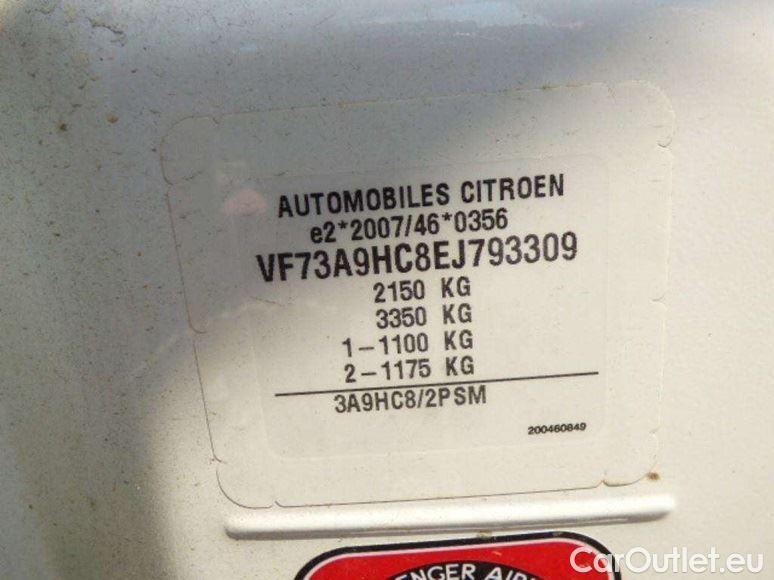 AUTOMOBILES CITROEN
e2*2007/46*0356
VF73A9HC8EJ793309
2150 KG
3350 KG
1-1100 KG
2-1175 KG
3A9HC8/2PSM
200460849
CarOutlet.eu